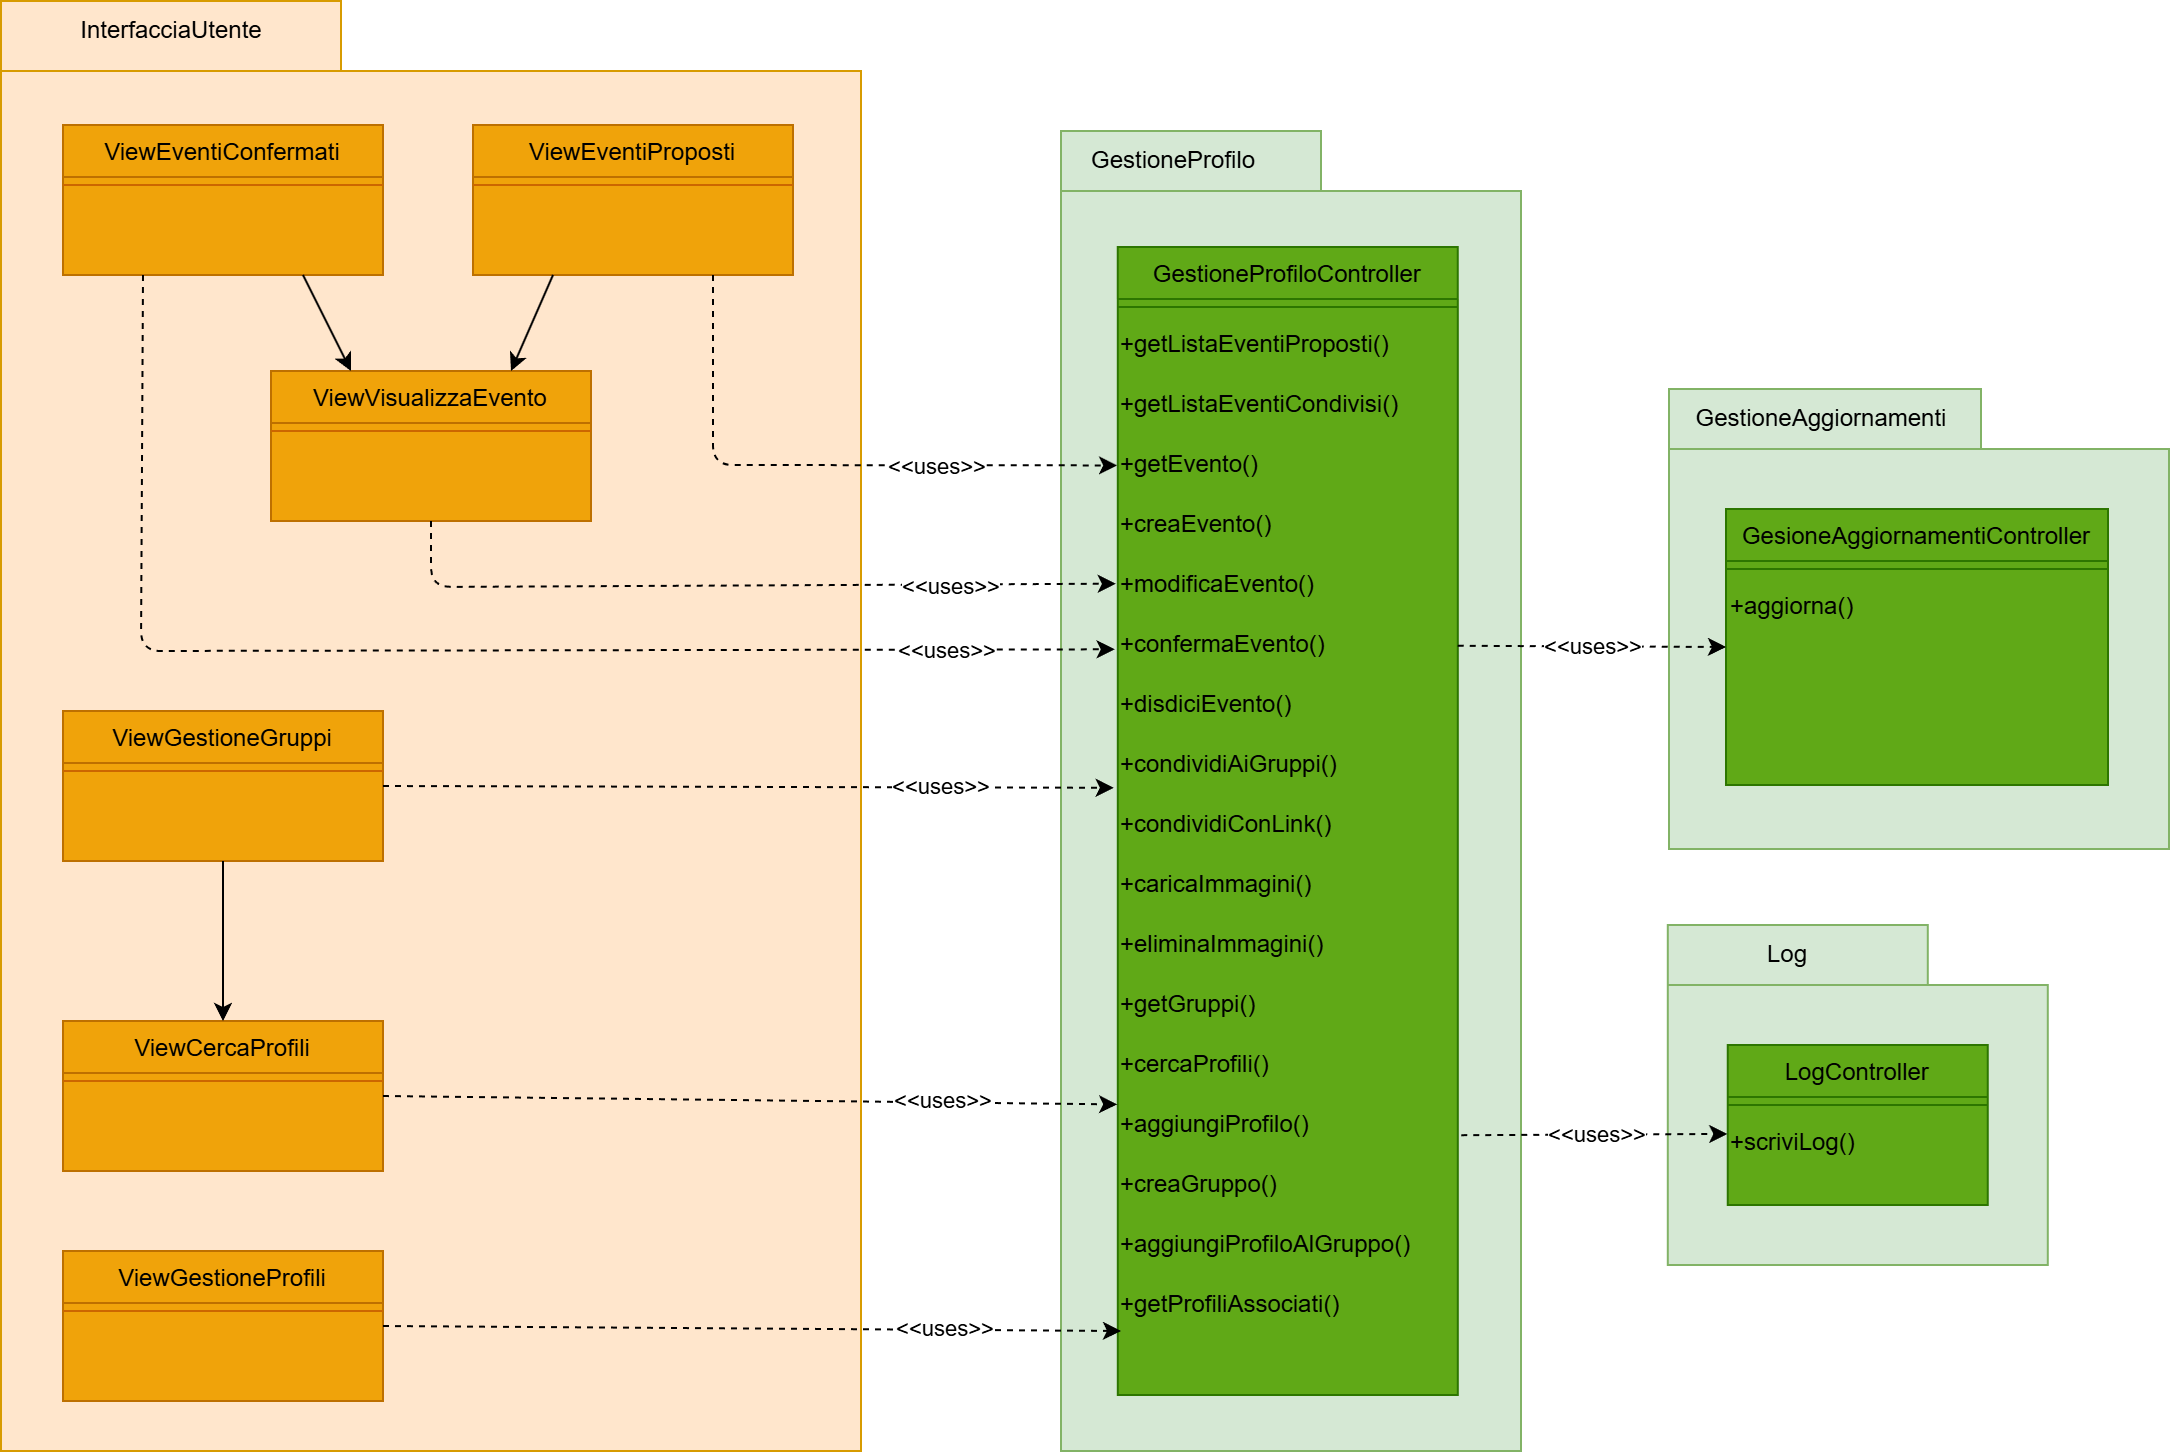 InterfacciaUtente
ViewEventiConfermati
ViewEventiProposti
ViewVisualizzaEvento
ViewGestioneGruppi
ViewCercaProfili
ViewGestioneProfili
<<uses>>
<<uses>>
<<uses>>
<<uses>>
<<uses>>
<<uses>>
GestioneProfilo
GestioneProfiloController
+getListaEventiProposti()
+getListaEventiCondivisi()
+getEvento()
+creaEvento()
+modificaEvento()
+confermaEvento()
+disdiciEvento()
+condividiAiGruppi()
+condividiConLink()
+caricaImmagini()
+eliminaImmagini()
+getGruppi()
+cercaProfili()
+aggiungiProfilo()
+creaGruppo()
+aggiungiProfiloAlGruppo()
+getProfiliAssociati()
<<uses>>
<<uses>>
GestioneAggiornamenti
GesioneAggiornamentiController
+aggiorna()
Log
LogController
+scriviLog()